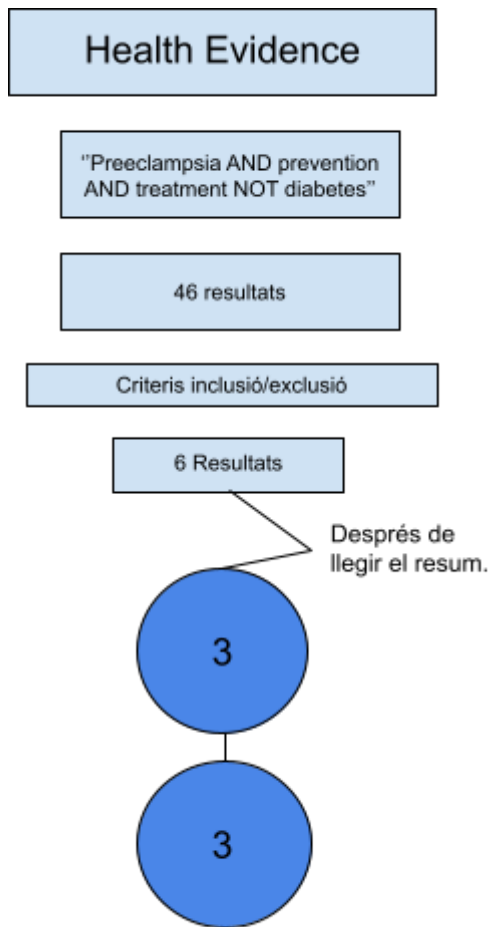 Health Evidence
"Preeclampsia AND prevention
AND treatment NOT diabetes"
46 resultats
Criteris inclusió/exclusió
6 Resultats
Després de
llegir el resum.
3
3